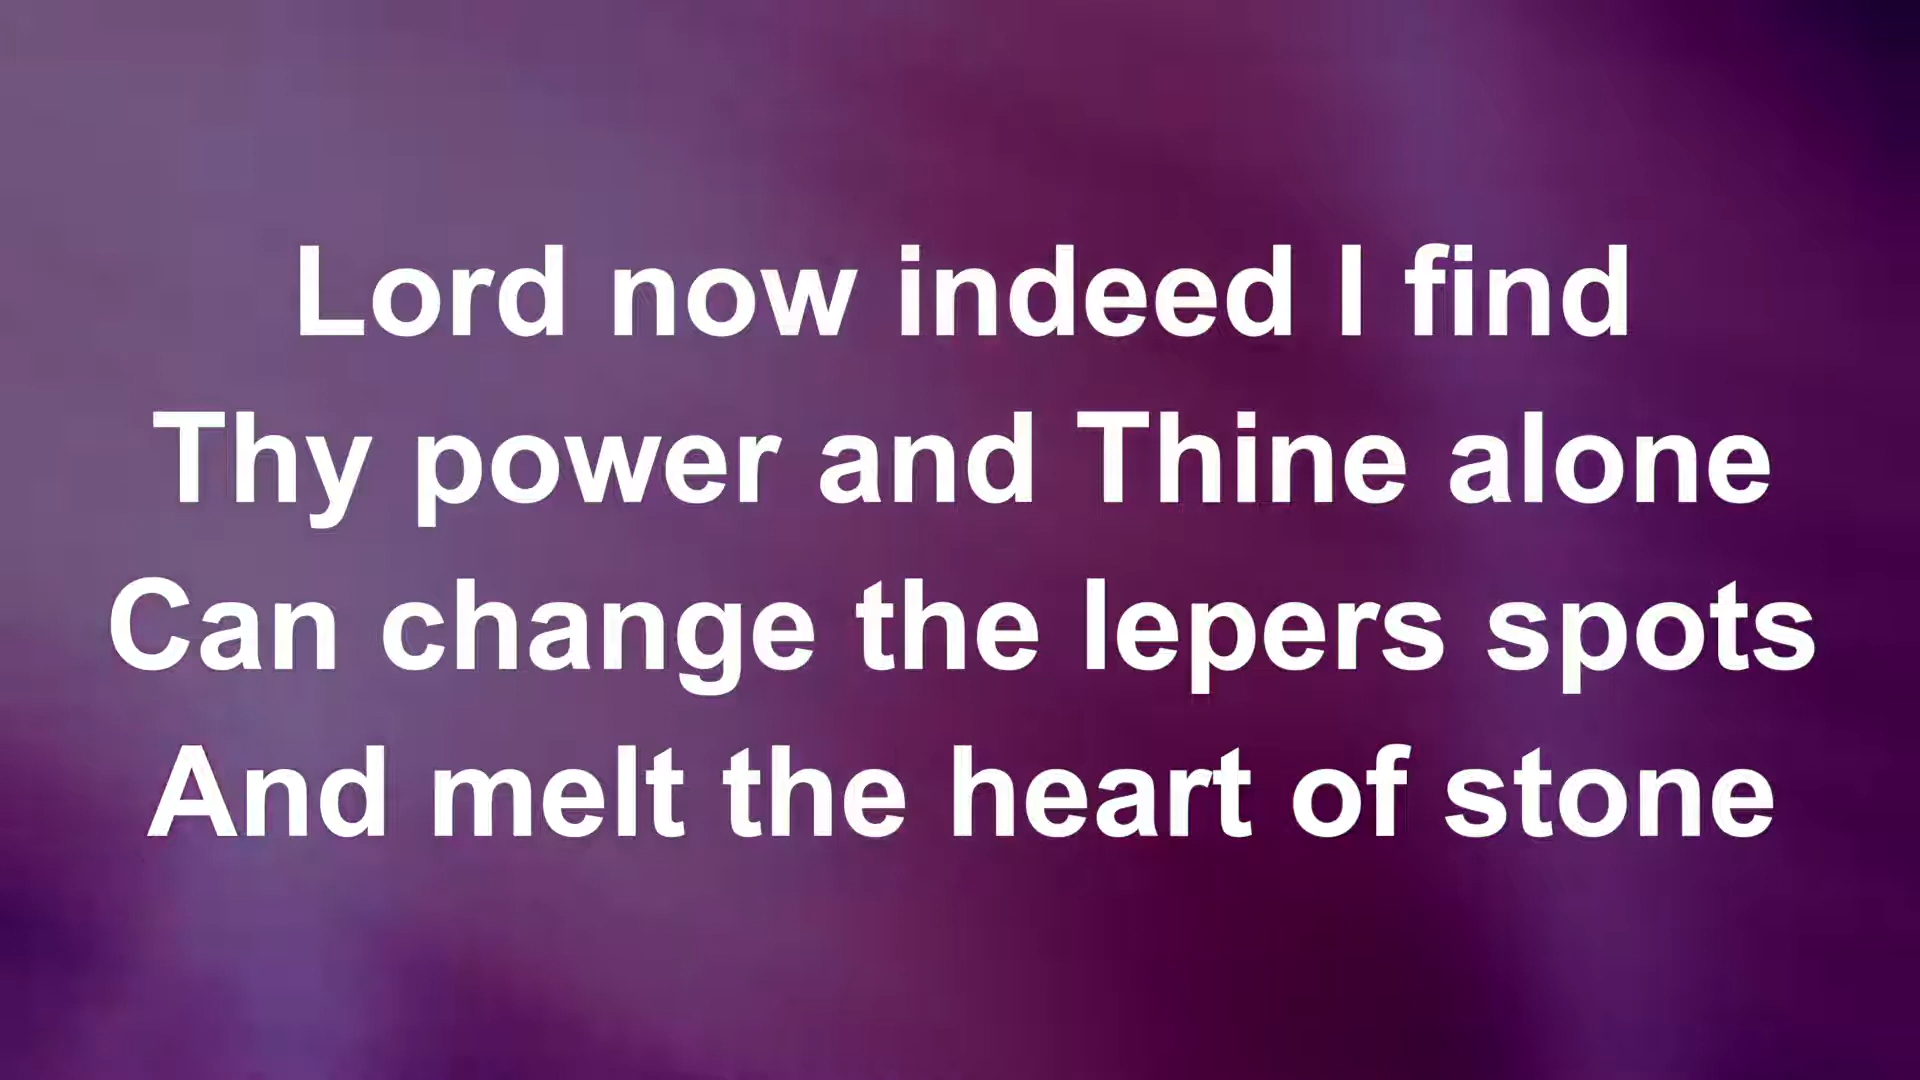 Lord now indeed I find
Thy power and Thine alone
Can change the lepers spots
And melt the heart of stone